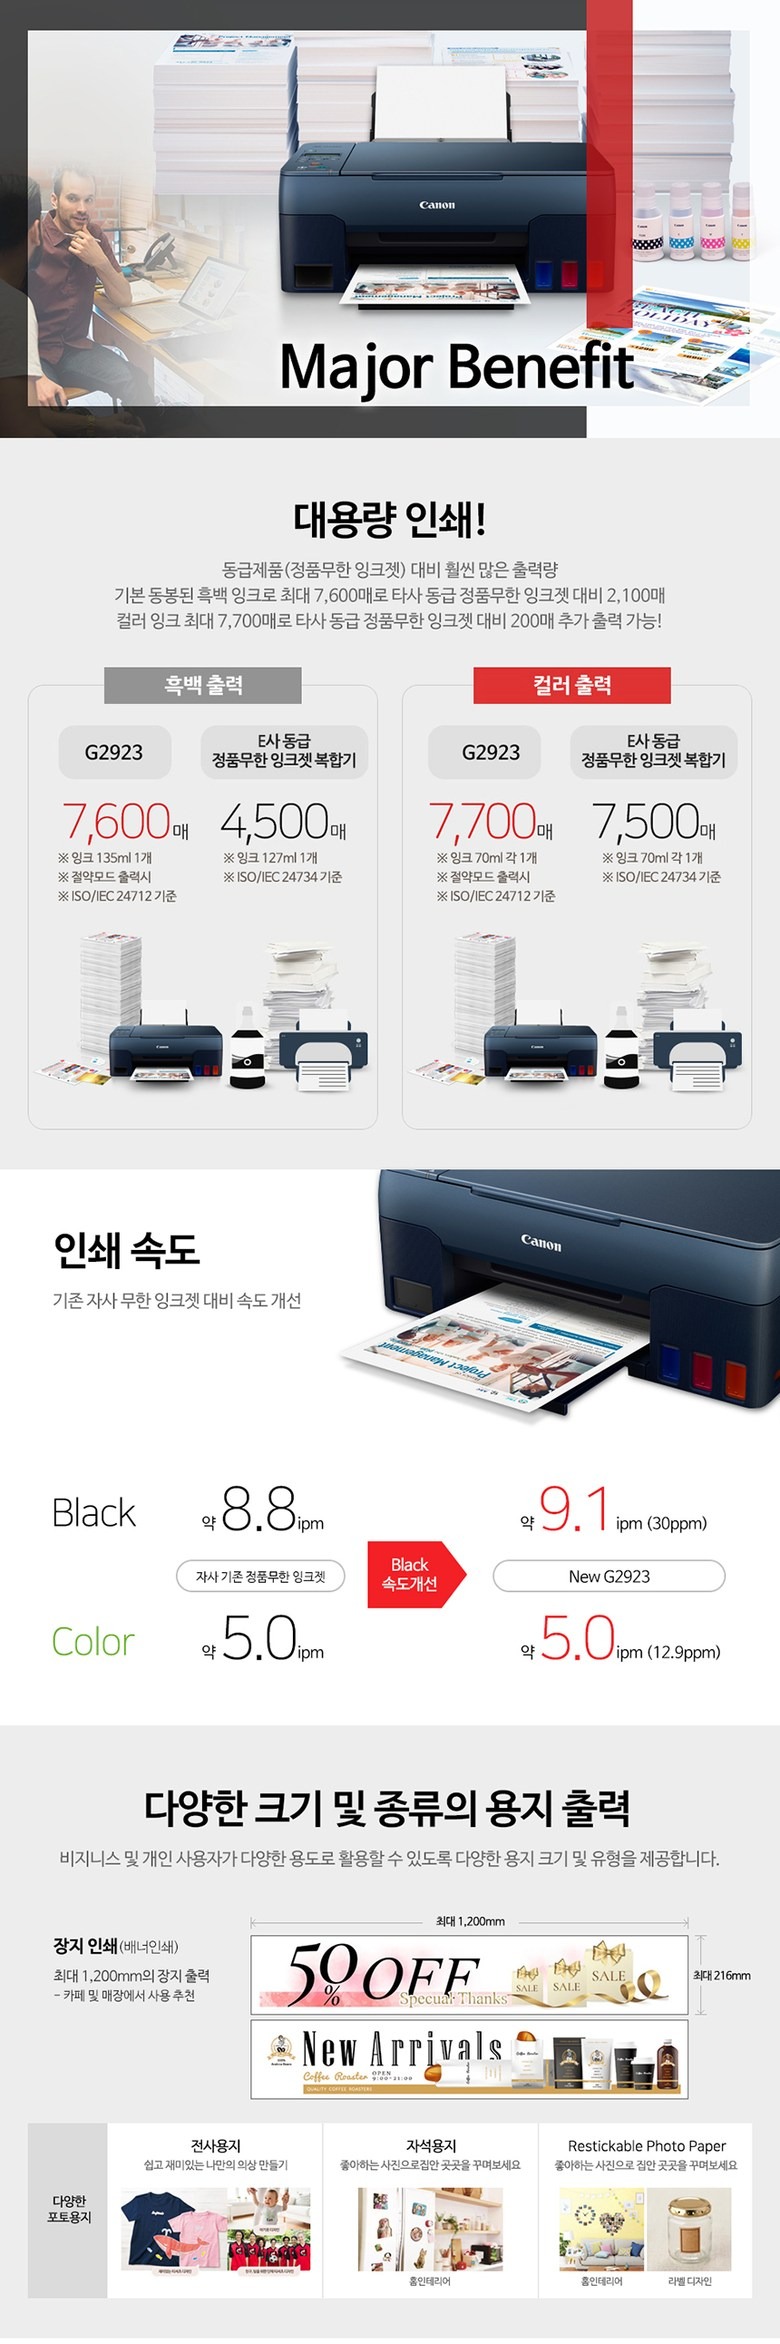 Project Management
Canon
Canon
Canon
Canon
Canon
BEACH
HOLIDAY
Project Management
Major Benefit
대용량 인쇄!
동급제품(정품무한 잉크젯) 대비 훨씬 많은 출력량
기본 동봉된 흑백 잉크로 최대 7,600매로 타사 동급 정품무한 잉크젯 대비 2,100매
컬러 잉크 최대 7,700매로 타사 동급 정품무한 잉크젯 대비 200매 추가 출력 가능!
흑백 출력
G2923
E사 동급
정품무한 잉크젯 복합기
7,600매
4,500매
※ 잉크 135ml 1개
※ 절약모드 출력시
※ ISO/IEC 24712 기준
※ 잉크 127ml 1개
※ ISO/IEC 24734 기준
Canon
컬러 출력
G2923
E사 동급
정품무한 잉크젯 복합기
7,700매
7,500매
※ 잉크 70ml 각 1개
※ 절약모드 출력시
※ ISO/IEC 24712 기준
※ 잉크 70ml 각 1개
※ ISO/IEC 24734 기준
Canon
인쇄 속도
기존 자사 무한 잉크젯 대비 속도 개선
Canon
Project Management
Black
약 8.8ipm
약 9.1 ipm (30ppm)
자사 기존 정품무한 잉크젯
Black
속도개선
New G2923
Color
약 5.0ipm
약 5.0ipm (12.9ppm)
다양한 크기 및 종류의 용지 출력
비지니스 및 개인 사용자가 다양한 용도로 활용할 수 있도록 다양한 용지 크기 및 유형을 제공합니다.
장지 인쇄(배너인쇄)
최대 1,200mm의 장지 출력
- 카페 및 매장에서 사용 추천
최대 1,200mm
최대 216mm
50% OFF
Specual Thanks
SALE
SALE
SALE
New Arrivals
Coffee Roaster
OPEN
9:00~21:00
QUALITY COFFEE ROASTERS
다양한
포토용지
전사용지
쉽고 재미있는 나만의 의상 만들기
자석용지
좋아하는 사진으로집안 곳곳을 꾸며보세요
홈인테리어
Restickable Photo Paper
좋아하는 사진으로 집안 곳곳을 꾸며보세요
홈인테리어
라벨 디자인